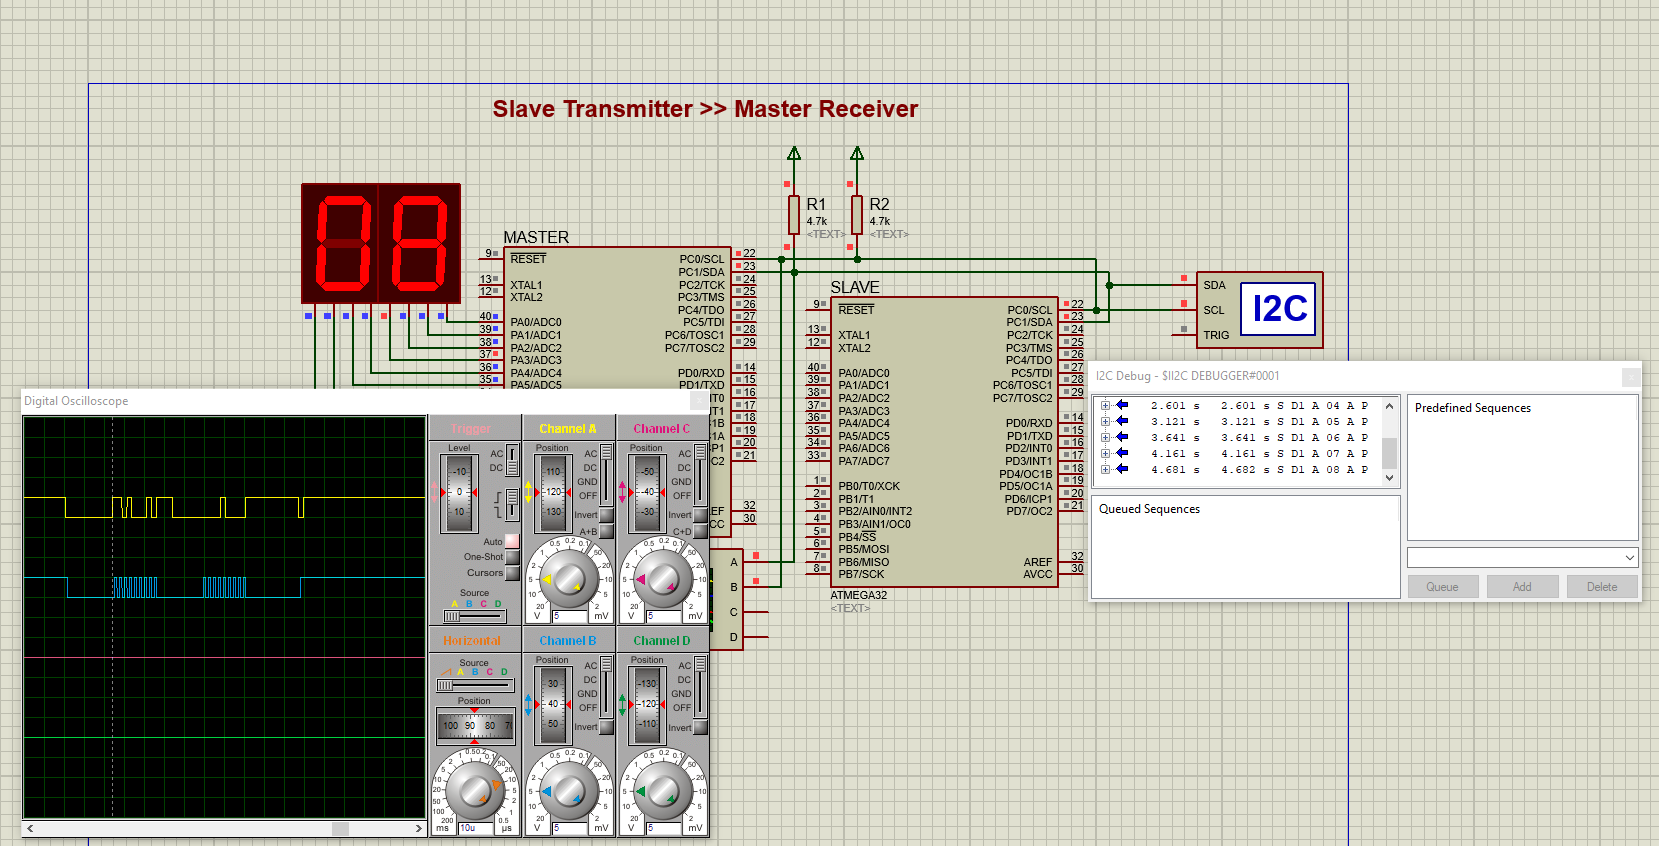 Slave Transmitter >> Master Receiver
R1
4.7k
<TEXT>
R2
4.7k
<TEXT>
MASTER
9 RESET
13 XTAL1
12 XTAL2
40 PA0/ADC0
39 PA1/ADC1
38 PA2/ADC2
37 PA3/ADC3
36 PA4/ADC4
35 PA5/ADC5
PC0/SCL 22
PC1/SDA 23
PC2/TCK 24
PC3/TMS 25
PC4/TDO 26
PC5/TDI 27
PC6/TOSC1 28
PC7/TOSC2 29
PD0/RXD 14
PD1/TXD 15
16
17
18
19
20
21
32
30
A
B
C
D
SLAVE
9 RESET
13 XTAL1
12 XTAL2
40 PA0/ADC0
39 PA1/ADC1
38 PA2/ADC2
37 PA3/ADC3
36 PA4/ADC4
35 PA5/ADC5
34 PA6/ADC6
33 PA7/ADC7
1 PB0/T0/XCK
2 PB1/T1
3 PB2/AIN0/INT2
4 PB3/AIN1/OC0
5 PB4/SS
6 PB5/MOSI
7 PB6/MISO
8 PB7/SCK
PC0/SCL 22
PC1/SDA 23
PC2/TCK 24
PC3/TMS 25
PC4/TDO 26
PC5/TDI 27
PC6/TOSC1 28
PC7/TOSC2 29
PD0/RXD 14
PD1/TXD 15
PD2/INT0 16
PD3/INT1 17
PD4/OC1B 18
PD5/OC1A 19
PD6/ICP1 20
PD7/OC2 21
AREF 32
AVCC 30
ATMEGA32
<TEXT>
SDA
SCL
TRIG
I2C
Digital Oscilloscope
Trigger
Level
-10
0
10
AC
DC
Auto
One-Shot
Cursors
Source
A B C D
Channel A
Position
110
120
130
AC
DC
GND
OFF
Invert
A+B
V 5 mV
Channel C
Position
-50
-40
-30
AC
DC
GND
OFF
Invert
C+D
V 5 mV
Horizontal
Source
A B C D
Position
100 90 80
ms 10u µs
Channel B
Position
30
40
50
AC
DC
GND
OFF
Invert
V 5 mV
Channel D
Position
-130
-120
-110
AC
DC
GND
OFF
Invert
V 5 mV
I2C Debug - $II2C DEBUGGER#0001
2.601 s 2.601 s S D1 A 04 A P
3.121 s 3.121 s S D1 A 05 A P
3.641 s 3.641 s S D1 A 06 A P
4.161 s 4.161 s S D1 A 07 A P
4.681 s 4.682 s S D1 A 08 A P
Predefined Sequences
Queued Sequences
Queue
Add
Delete